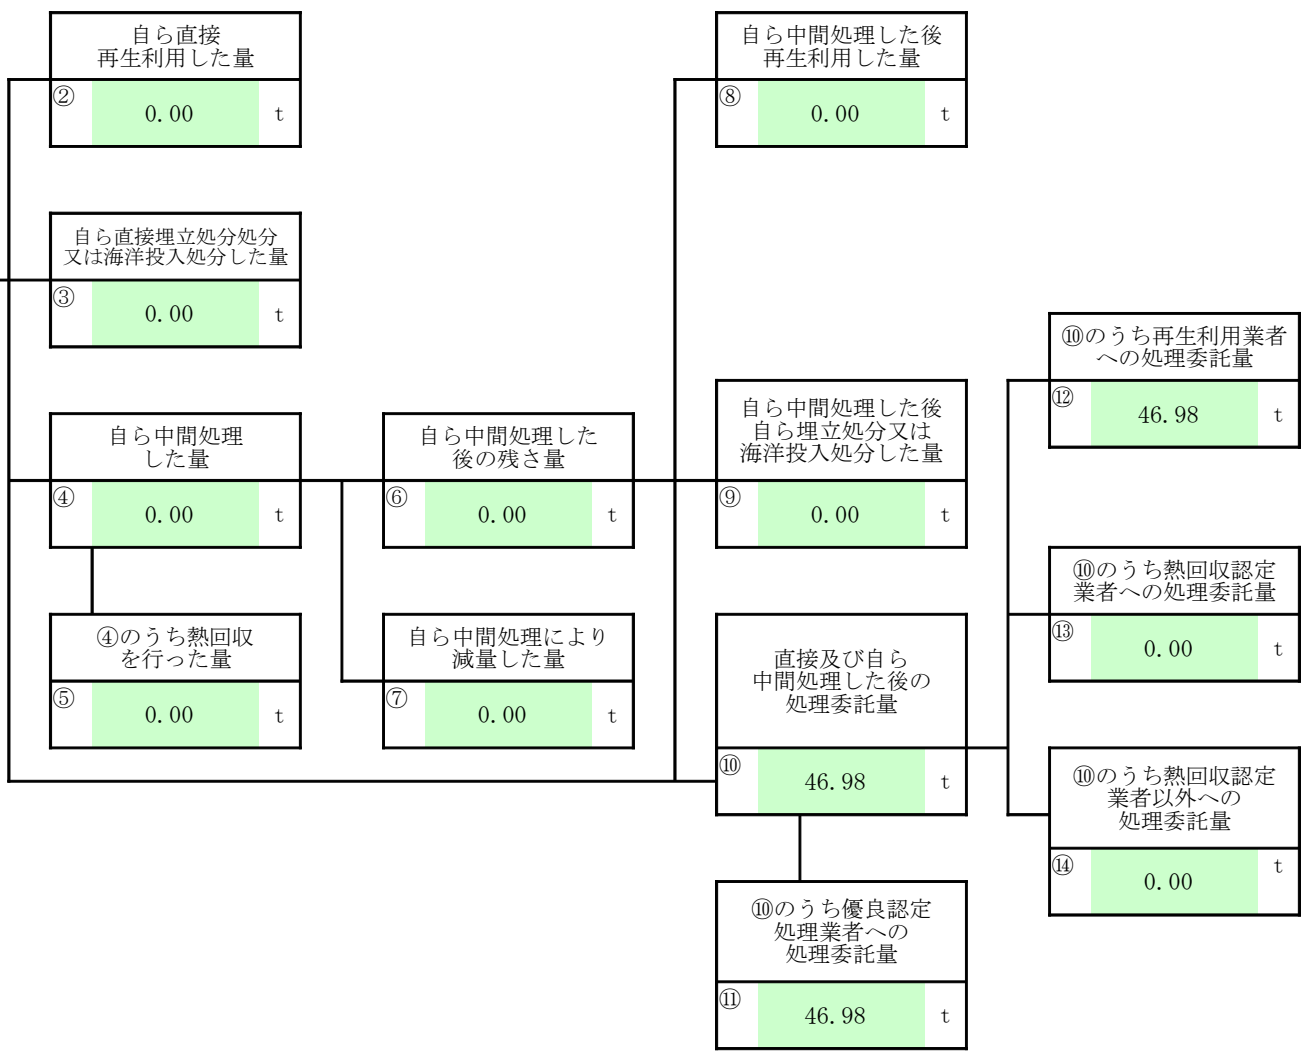 自ら直接
再生利用した量
② 0.00 t
自ら中間処理した後
再生利用した量
⑧ 0.00 t
自ら直接埋立処分処分
又は海洋投入処分した量
③ 0.00 t
⑩のうち再生利用業者
への処理委託量
⑫ 46.98 t
自ら中間処理
した量
④ 0.00 t
自ら中間処理した
後の残さ量
⑥ 0.00 t
自ら中間処理した後
自ら埋立処分又は
海洋投入処分した量
⑨ 0.00 t
⑩のうち熱回収認定
業者への処理委託量
⑬ 0.00 t
④のうち熱回収
を行った量
⑤ 0.00 t
自ら中間処理により
減量した量
⑦ 0.00 t
直接及び自ら
中間処理した後の
処理委託量
⑩ 46.98 t
⑩のうち熱回収認定
業者以外への
処理委託量
⑭ 0.00 t
⑩のうち優良認定
処理業者への
処理委託量
⑪ 46.98 t